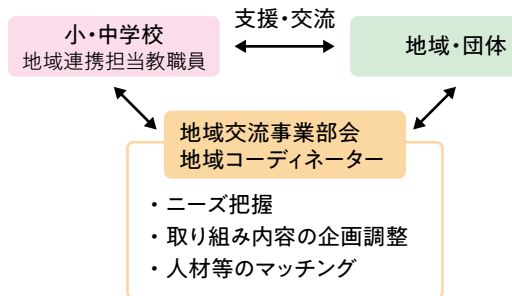 支援・交流
小・中学校
地域連携担当教職員
地域・団体
地域交流事業部会
地域コーディネーター
・ニーズ把握
・取り組み内容の企画調整
・人材等のマッチング